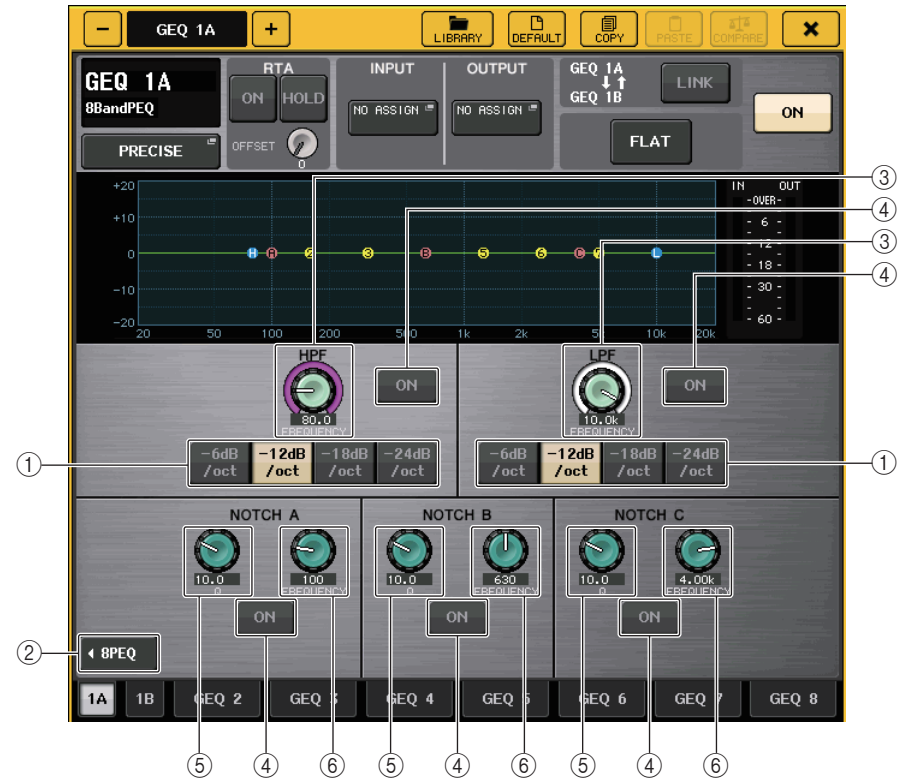 − GEQ 1A +
LIBRARY DEFAULT COPY PASTE COMPARE ×
GEQ 1A
8BandPEQ
PRECISE
RTA
ON HOLD
OFFSET
0
INPUT
NO ASSIGN
OUTPUT
NO ASSIGN
GEQ 1A
↓↑
GEQ 1B
LINK
FLAT
ON
+20
+10
0
−10
−20
20 50 100 200 500 1k 2k 5k 10k 20k
H A 2 3 B 5 6 C 7 L
IN OUT
-OVER-
- 6 -
- 12 -
- 18 -
- 30 -
- 60 -
③
④
③
④
HPF
80.0
FREQUENCY
ON
LPF
10.0k
FREQUENCY
ON
①
−6dB /oct −12dB /oct −18dB /oct −24dB /oct
−6dB /oct −12dB /oct −18dB /oct −24dB /oct
①
NOTCH A
10.0
Q
100
FREQUENCY
ON
NOTCH B
10.0
Q
630
FREQUENCY
ON
NOTCH C
10.0
Q
4.00k
FREQUENCY
ON
②
8PEQ
1A 1B GEQ 2 GEQ 3 GEQ 4 GEQ 5 GEQ 6 GEQ 7 GEQ 8
⑤ ④ ⑥ ⑤ ④ ⑥ ⑤ ④ ⑥